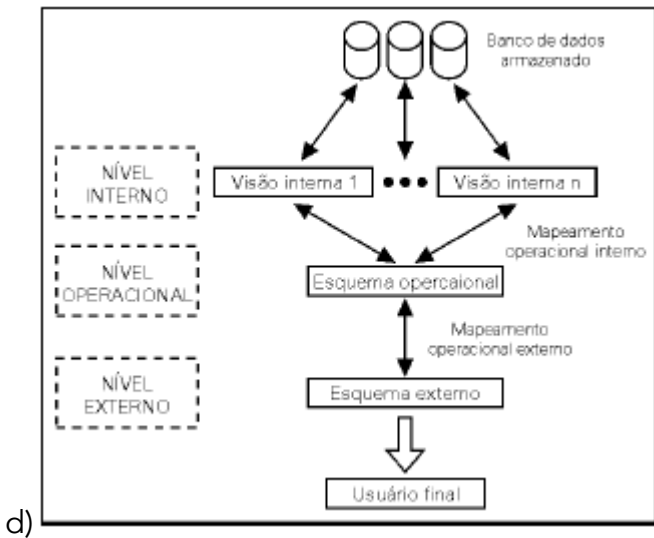 Banco de dados
armazenado
NÍVEL
INTERNO
Visão interna 1
Visão interna n
Mapeamento
operacional interno
NÍVEL
OPERACIONAL
Esquema opercaional
Mapeamento
operacional externo
NÍVEL
EXTERNO
Esquema externo
Usuário final
d)